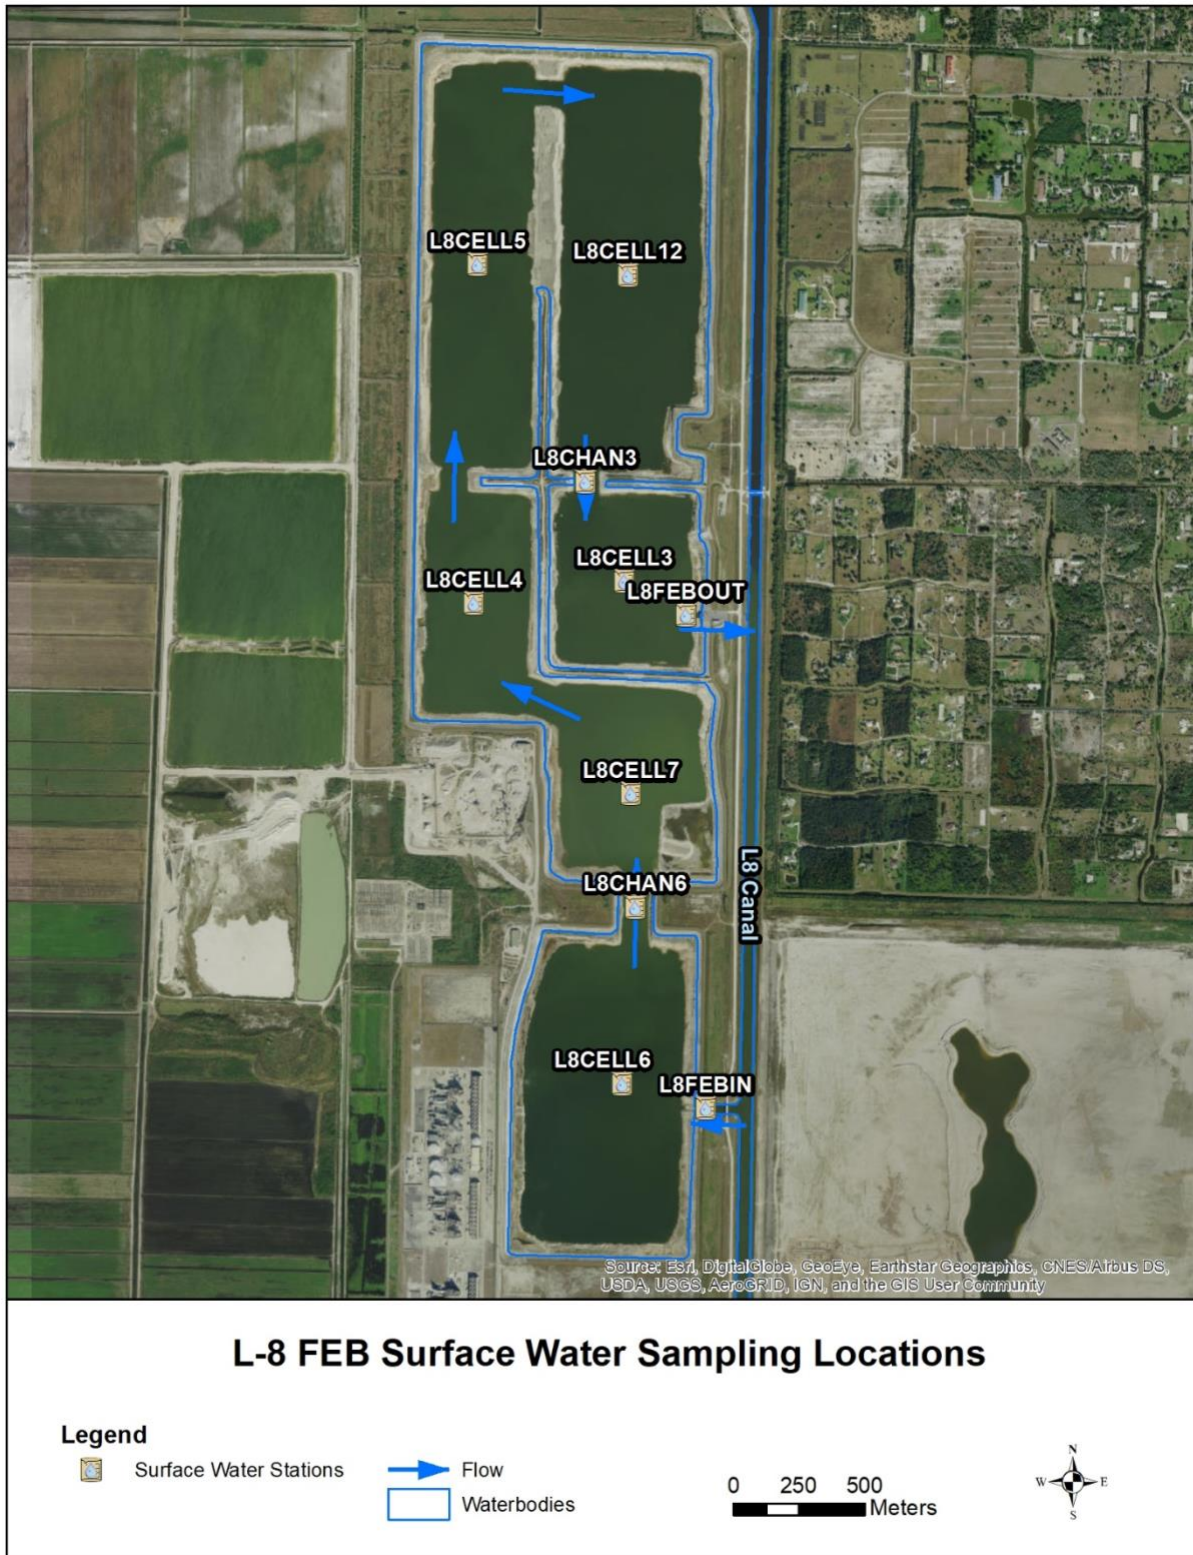 L8CELL5
L8CELL12
L8CHAN3
L8CELL3
L8CELL4
L8FEBOUT
L8CELL7
L8 Canal
L8CHAN6
L8CELL6
L8FEBIN
Source: Esri, DigitalGlobe, GeoEye, Earthstar Geographics, CNES/Airbus DS,
USDA, USGS, AeroGRID, IGN, and the GIS User Community
L-8 FEB Surface Water Sampling Locations
Legend
Surface Water Stations
Flow
Waterbodies
0 250 500
Meters
N
W E
S